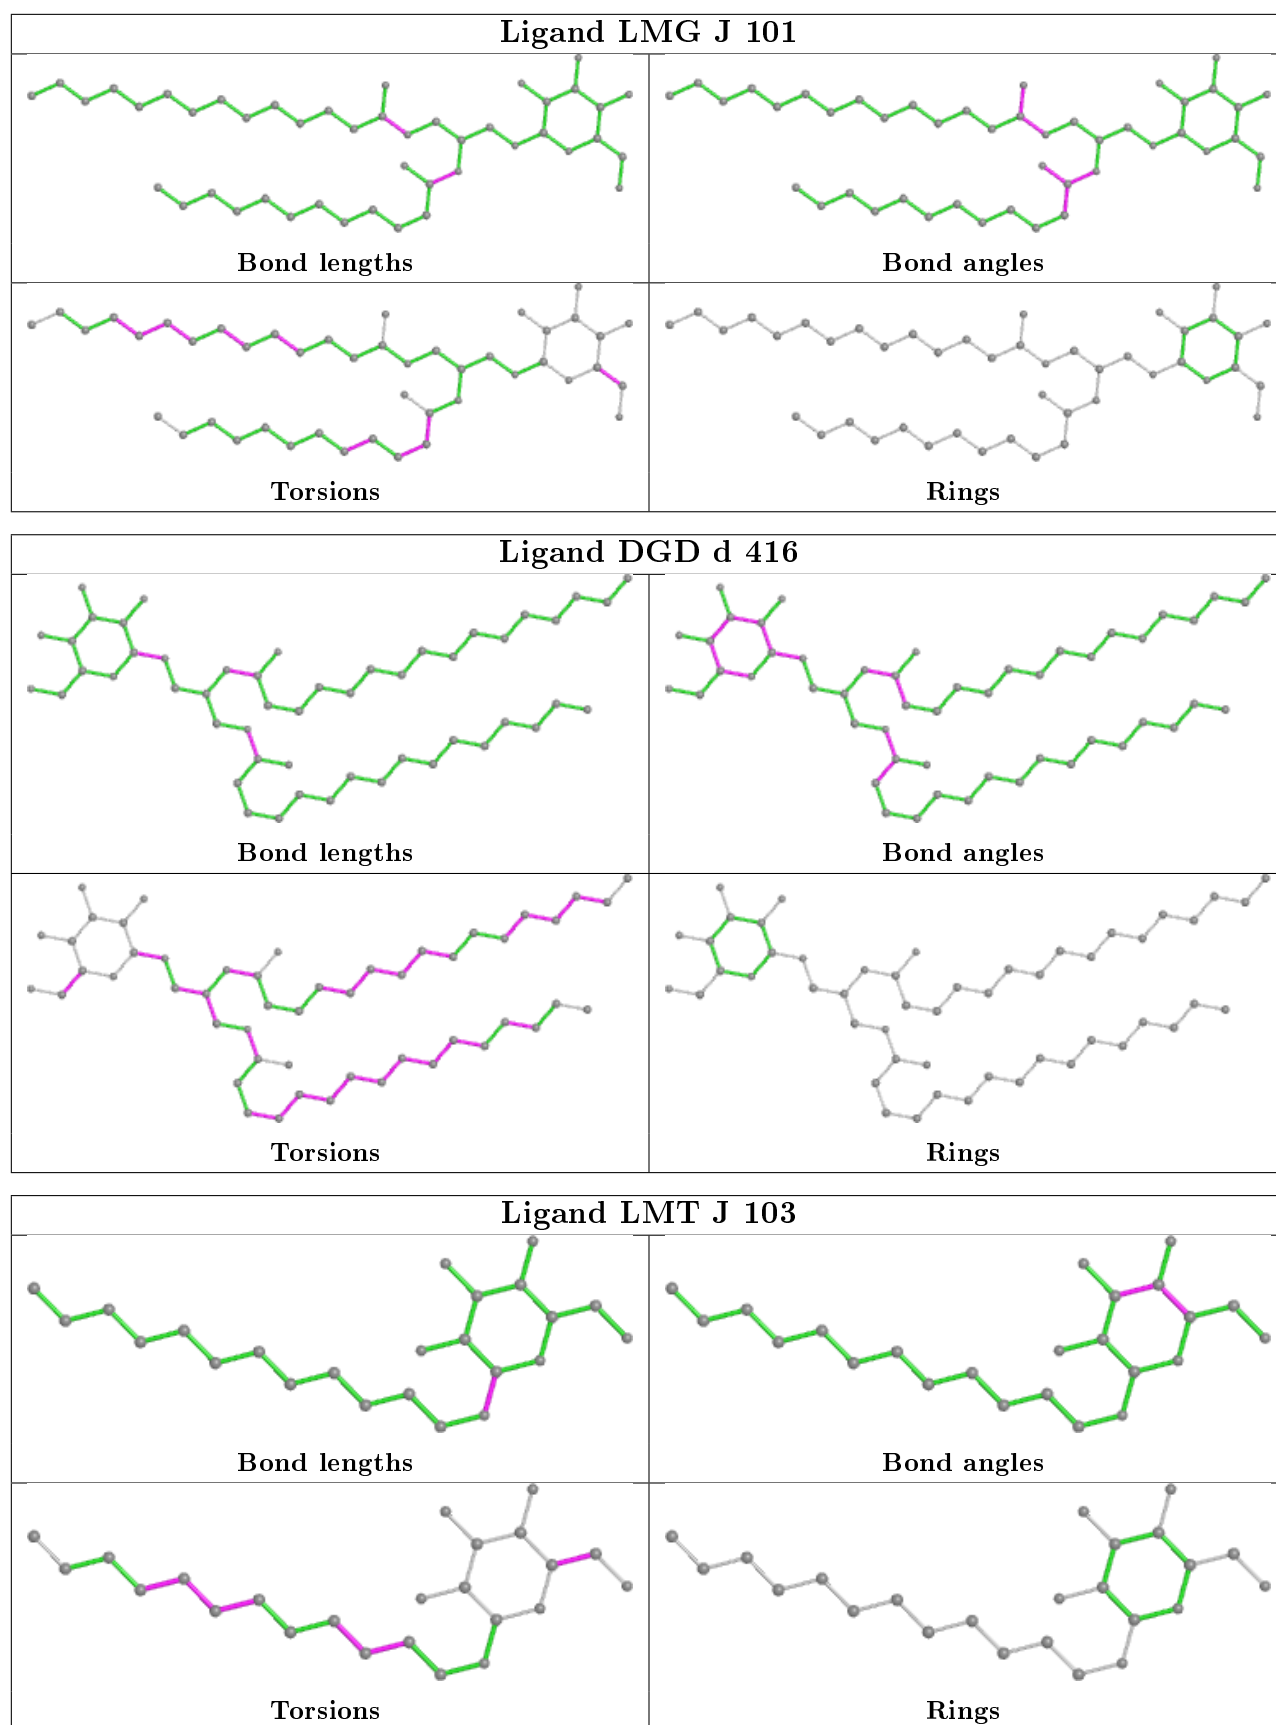 Ligand LMG J 101
Bond lengths
Bond angles
Torsions
Rings
Ligand DGD d 416
Bond lengths
Bond angles
Torsions
Rings
Ligand LMT J 103
Bond lengths
Bond angles
Torsions
Rings